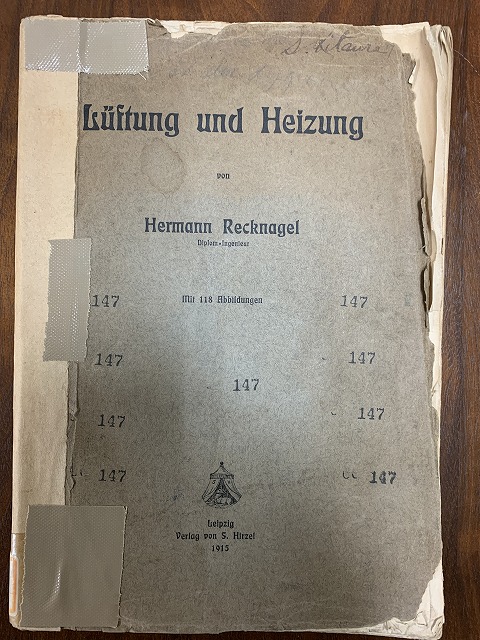 S. Kitaura
Lüftung und Heizung
von
Hermann Recknagel
Diplom-Ingenieur
147 Mit 118 Abbildungen 147
147 147
147
147 147
147 147
Leipzig
Verlag von S. Hirzel
1915